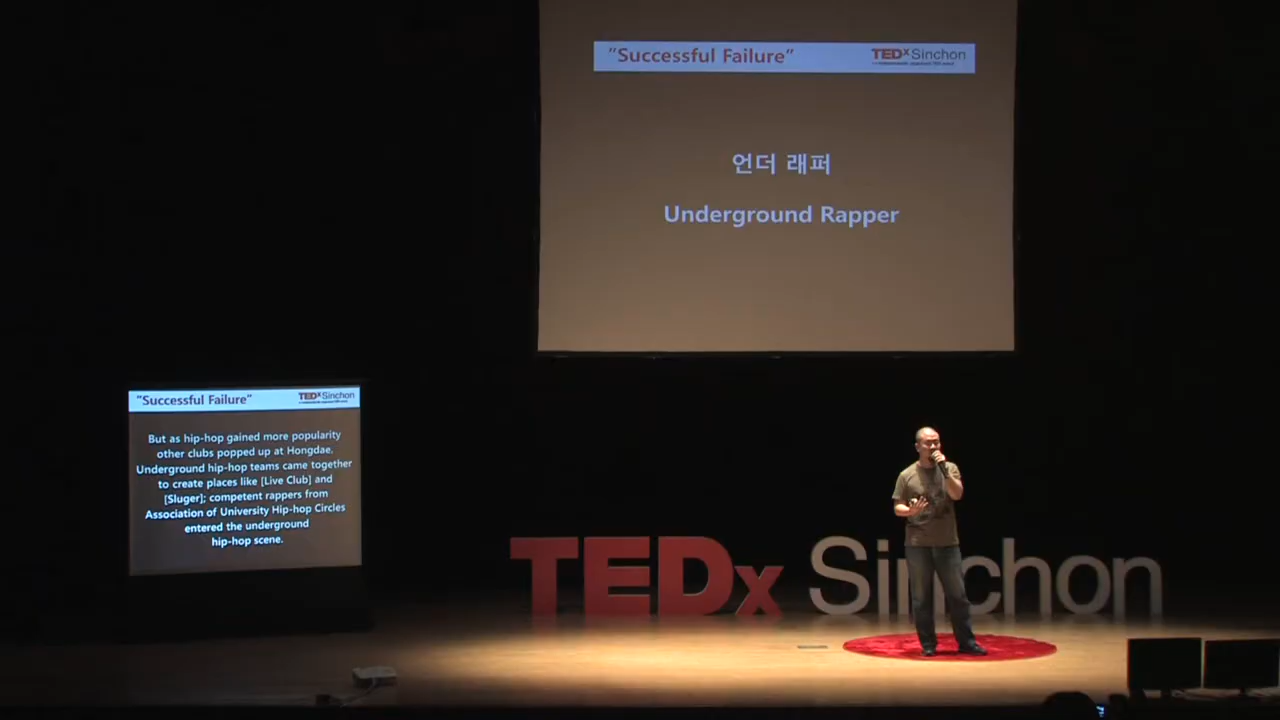 "Successful Failure"
TEDxSinchon
언더 래퍼
Underground Rapper
"Successful Failure"
TEDxSinchon
But as hip-hop gained more popularity
other clubs popped up at Hongdae.
Underground hip-hop teams came together
to create places like [Live Club] and
[Sluger]; competent rappers from
Association of University Hip-hop Circles
entered the underground
hip-hop scene.
TEDx Sinchon